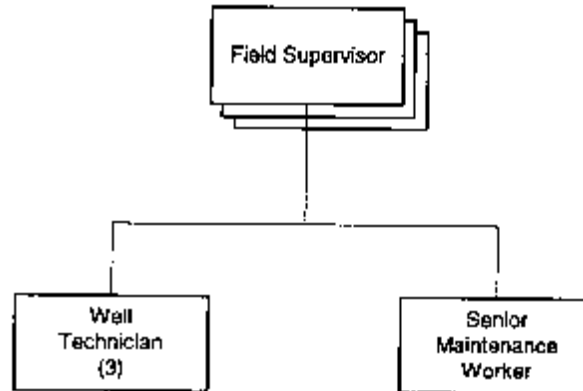 Field Supervisor
Well
Technician
(3)
Senior
Maintenance
Worker